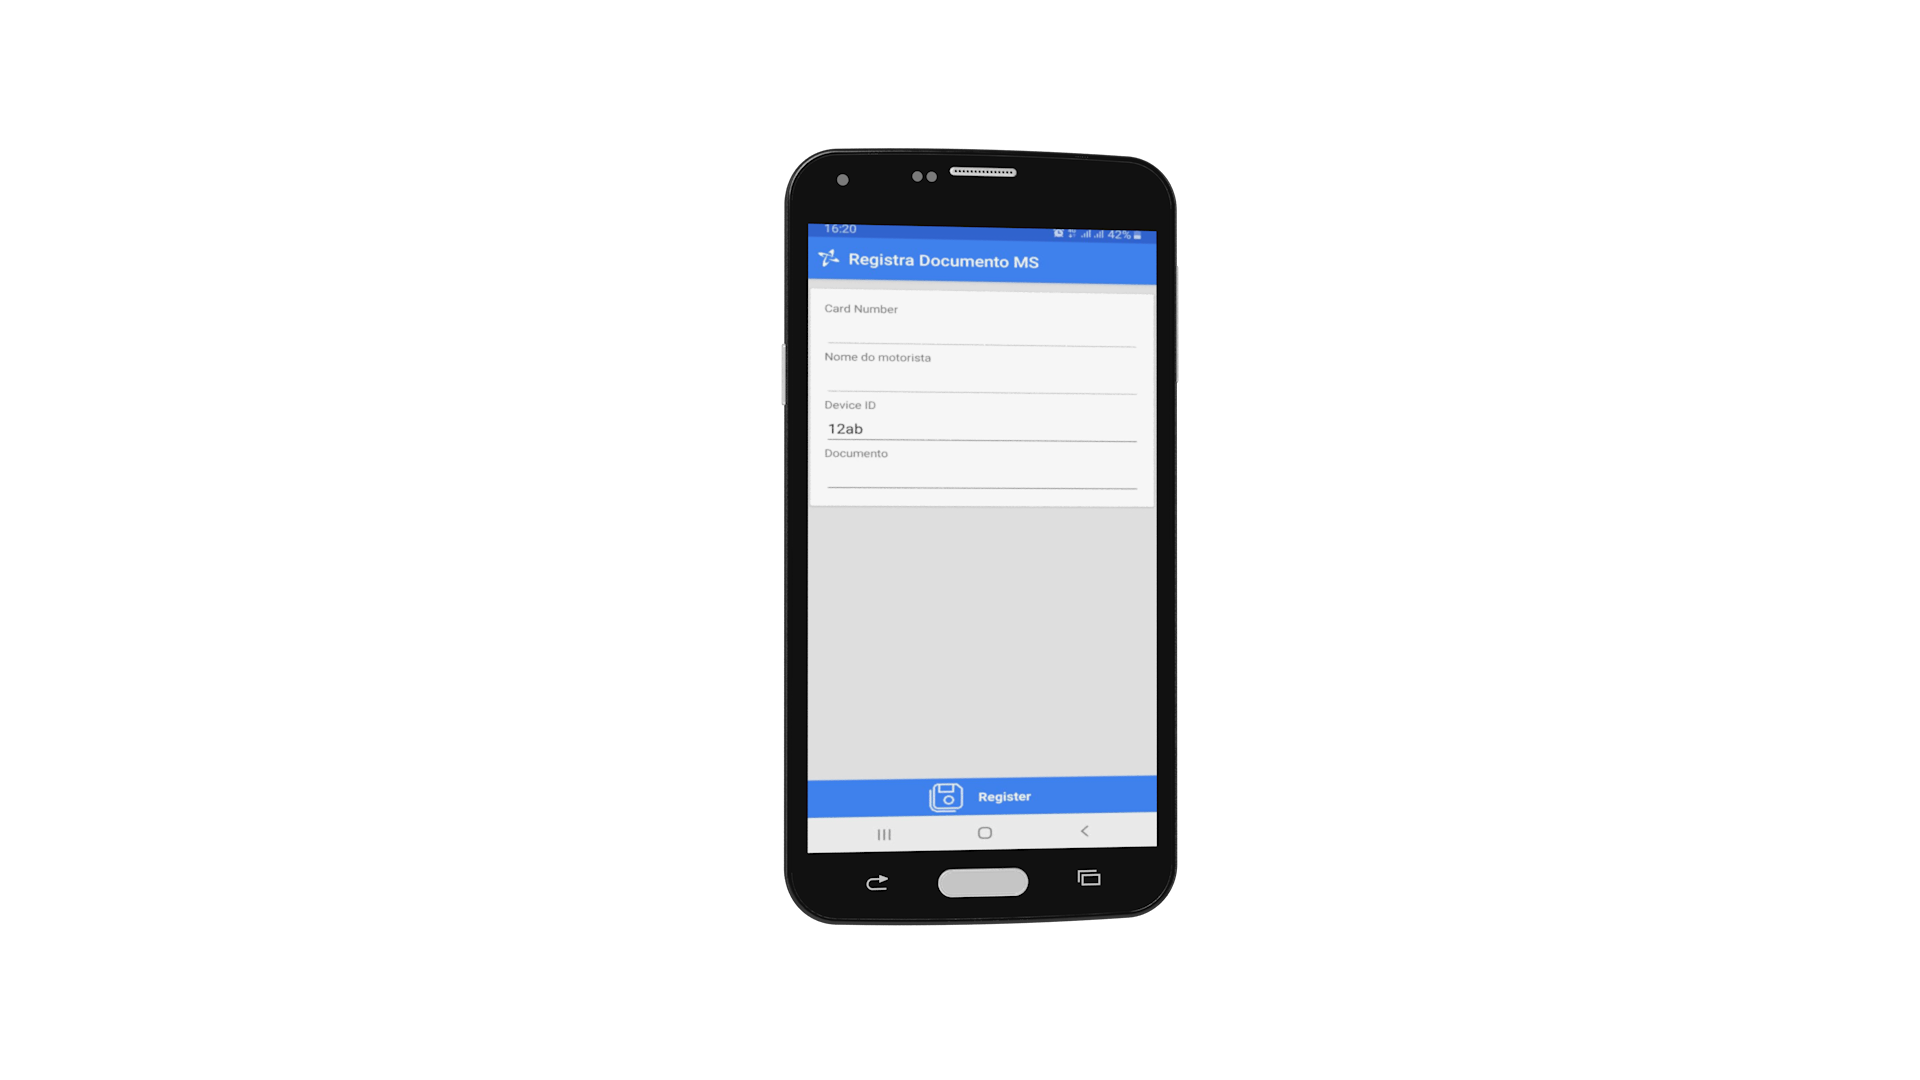 16:20 42%
Registra Documento MS
Card Number
Nome do motorista
Device ID
12ab
Documento
Register